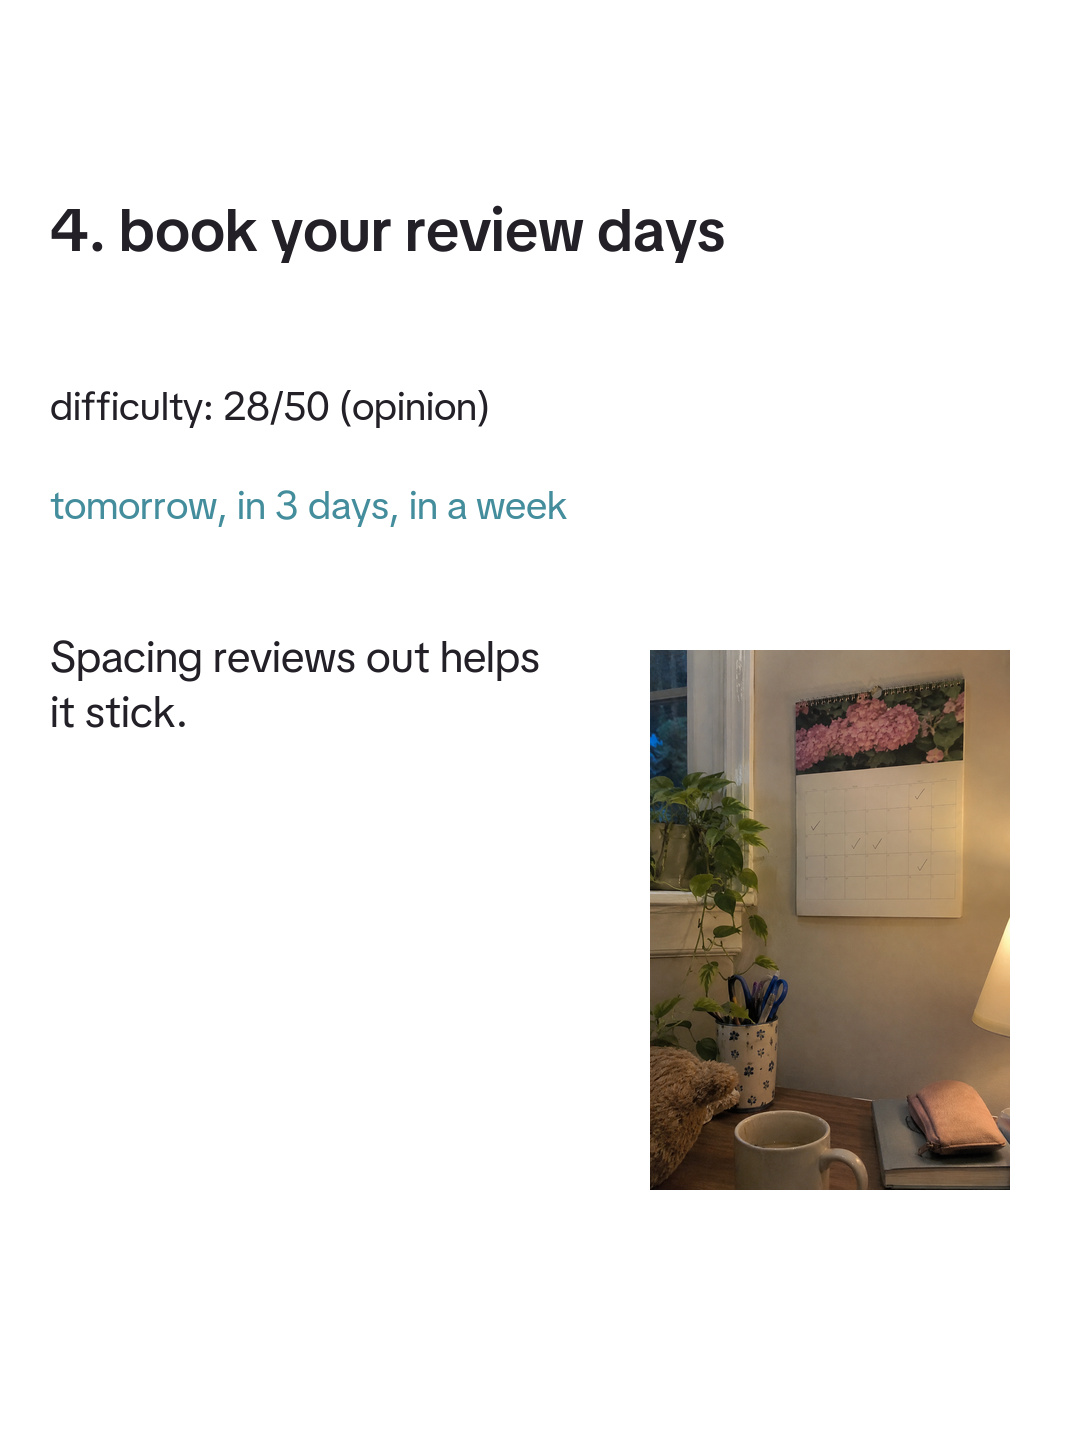 4. book your review days
difficulty: 28/50 (opinion)
tomorrow, in 3 days, in a week
Spacing reviews out helps
it stick.